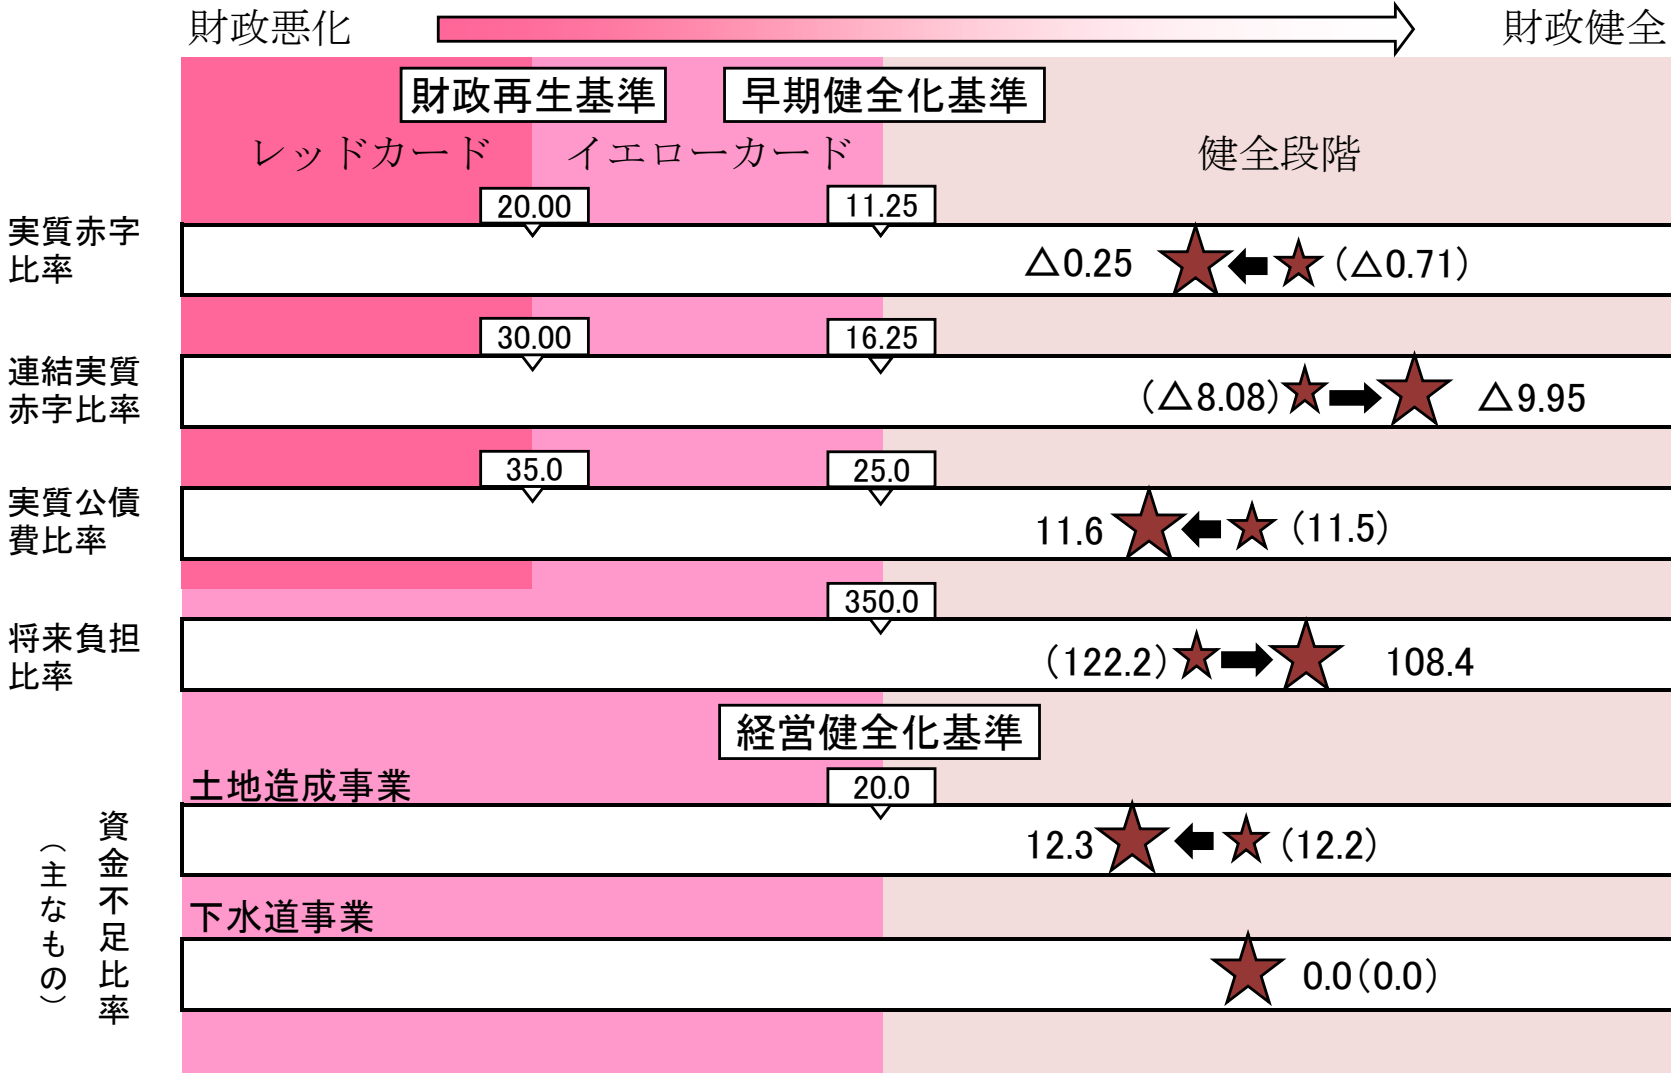 財政悪化
財政健全
財政再生基準
早期健全化基準
レッドカード
イエローカード
健全段階
20.00
11.25
実質赤字
比率
△0.25
(△0.71)
30.00
16.25
連結実質
赤字比率
(△8.08)
△9.95
35.0
25.0
実質公債
費比率
11.6
(11.5)
350.0
将来負担
比率
(122.2)
108.4
経営健全化基準
土地造成事業
20.0
12.3
(12.2)
資金不足比率
（主なもの）
下水道事業
0.0(0.0)